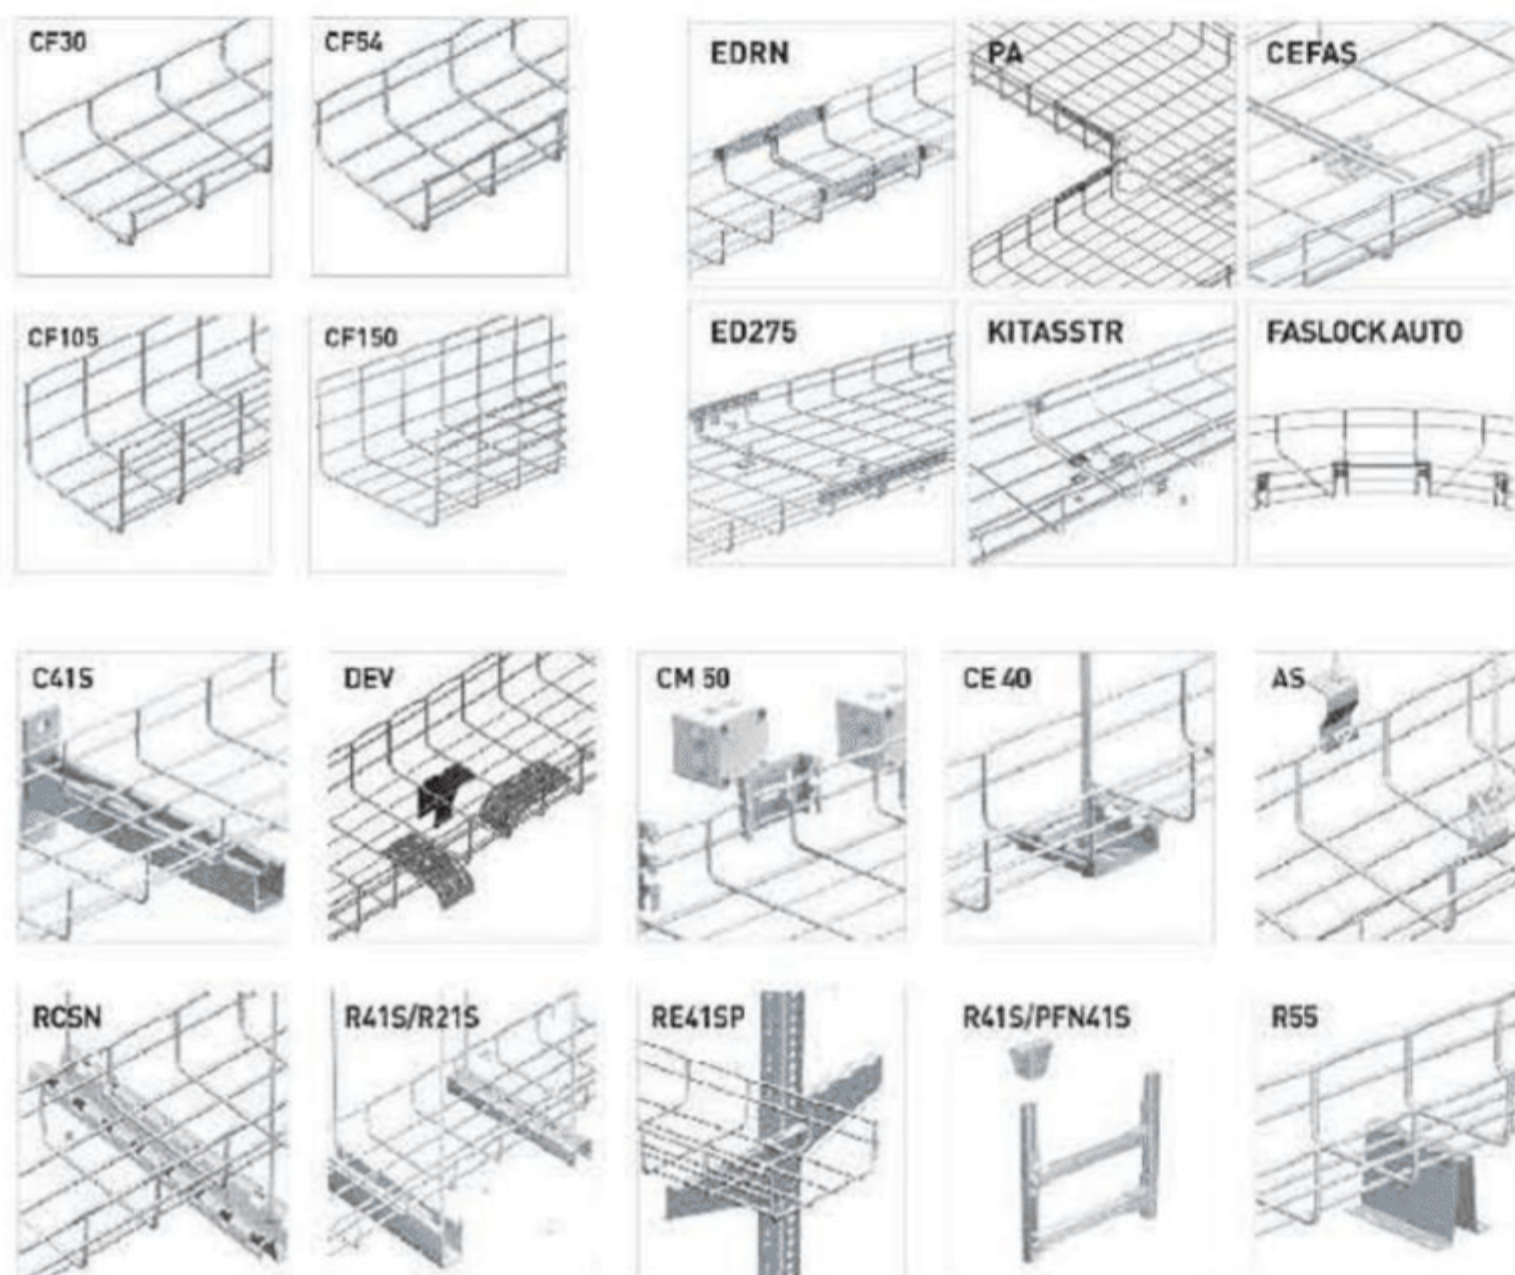 CF30
CF54
EDRN
PA
CEFAS
CF105
CF150
ED275
KITASSTR
FASLOCK AUTO
C41S
DEV
CM 50
CE 40
AS
RCSN
R41S/R21S
RE41SP
R41S/PFN41S
R55